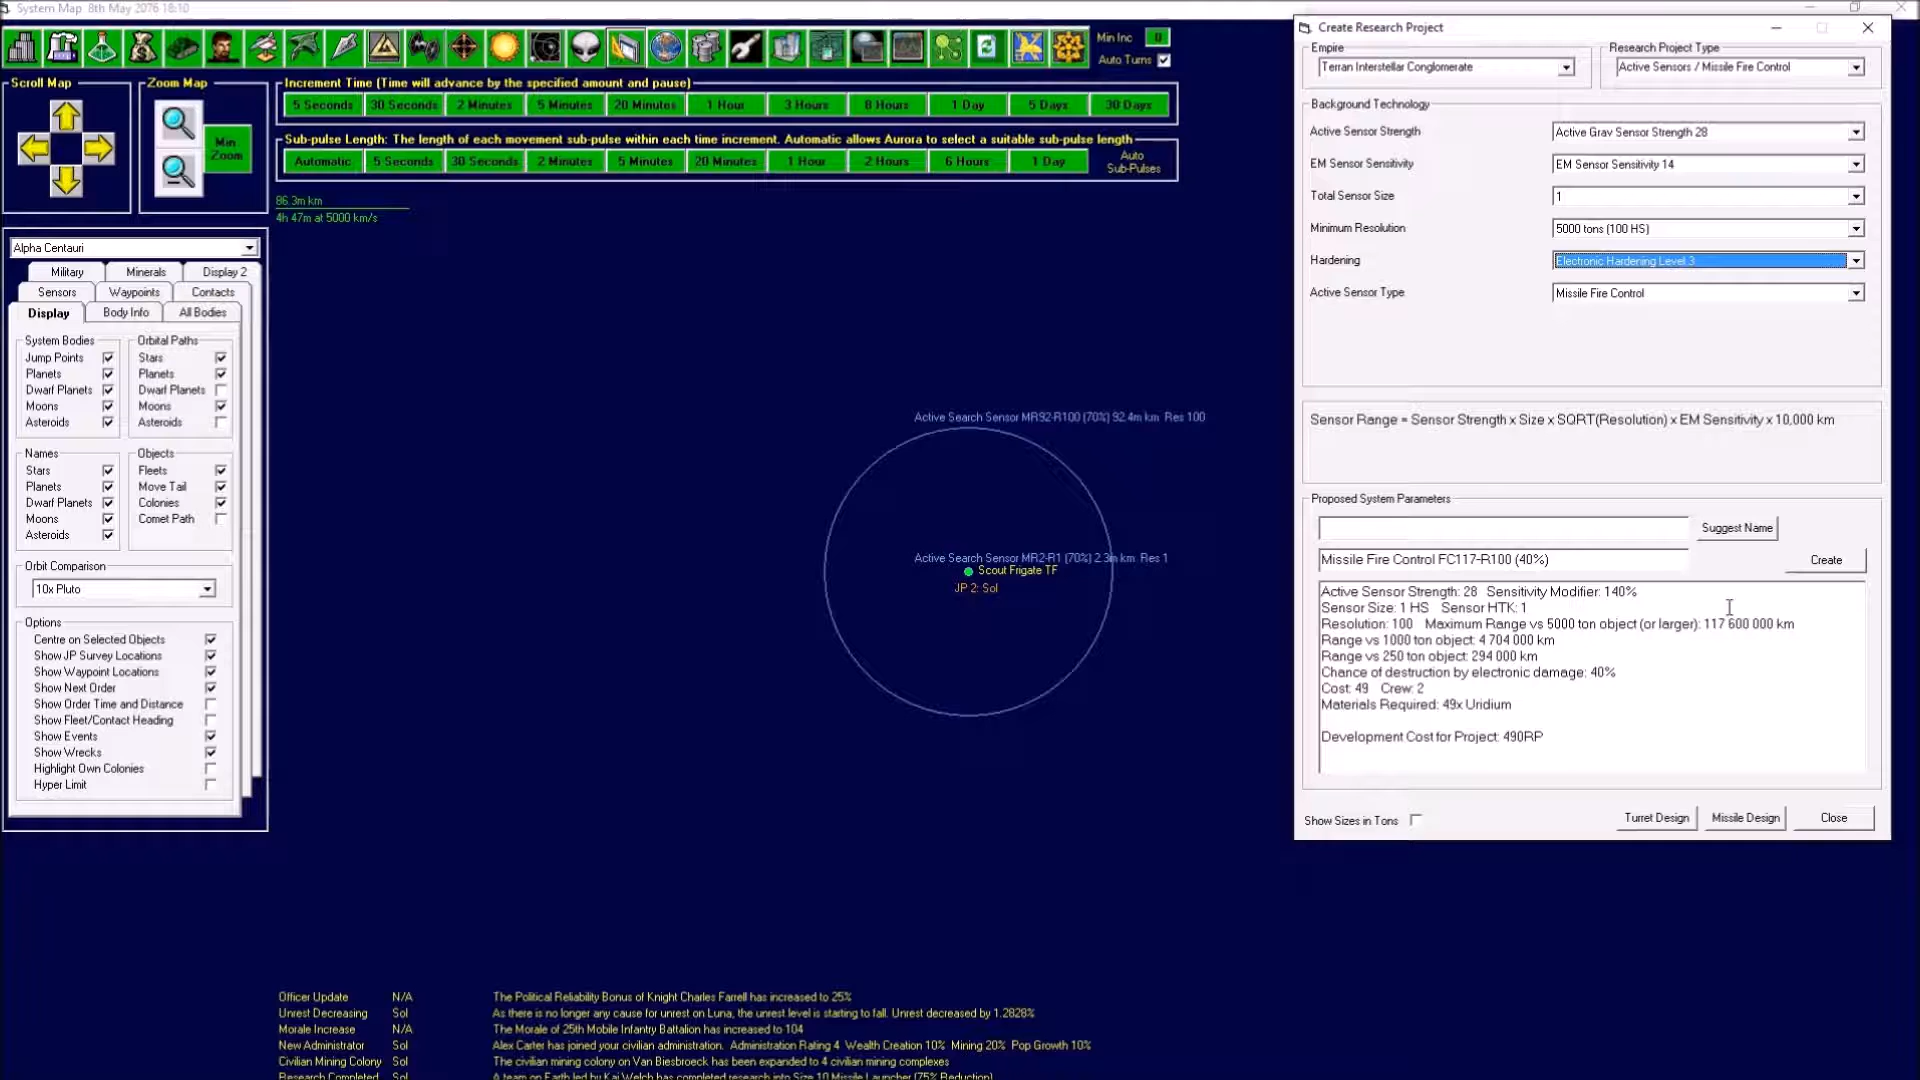 System Map  8th May 2076 18:10
Min Inc
Auto Turns
Scroll Map
Zoom Map
Min Zoom
Increment Time (Time will advance by the specified amount and pause)
5 Seconds 30 Seconds 2 Minutes 5 Minutes 20 Minutes 1 Hour 3 Hours 8 Hours 1 Day 5 Days 30 Days
Sub-pulse Length: The length of each movement sub-pulse within each time increment. Automatic allows Aurora to select a suitable sub-pulse length
Automatic 5 Seconds 30 Seconds 2 Minutes 5 Minutes 20 Minutes 1 Hour 2 Hours 6 Hours 1 Day
Auto Sub-Pulses
86.3m km
4h 47m at 5000 km/s
Alpha Centauri
Military Minerals Display 2
Sensors Waypoints Contacts
Display Body Info All Bodies
System Bodies
Jump Points
Planets
Dwarf Planets
Moons
Asteroids
Orbital Paths
Stars
Planets
Dwarf Planets
Moons
Asteroids
Names
Stars
Planets
Dwarf Planets
Moons
Asteroids
Objects
Fleets
Move Tail
Colonies
Comet Path
Orbit Comparison
10x Pluto
Options
Centre on Selected Objects
Show JP Survey Locations
Show Waypoint Locations
Show Next Order
Show Order Time and Distance
Show Fleet/Contact Heading
Show Events
Show Wrecks
Highlight Own Colonies
Hyper Limit
Active Search Sensor MR92-R100 (70%) 92.4m km  Res 100
Active Search Sensor MR2-R1 (70%) 2.3m km  Res 1
Scout Frigate TF
JP 2: Sol
Officer Update N/A The Political Reliability Bonus of Knight Charles Farrell has increased to 25%
Unrest Decreasing Sol As there is no longer any cause for unrest on Luna, the unrest level is starting to fall. Unrest decreased by 1.2828%
Morale Increase N/A The Morale of 25th Mobile Infantry Battalion has increased to 104
New Administrator Sol Alex Carter has joined your civilian administration.  Administration Rating 4  Wealth Creation 10%  Mining 20%  Pop Growth 10%
Civilian Mining Colony Sol The civilian mining colony on Van Biesbroeck has been expanded to 4 civilian mining complexes
Research Completed Sol A team on Earth led by Kai Welch has completed research into Size 10 Missile Launcher (75% Reduction)
Create Research Project
Empire
Terran Interstellar Conglomerate
Research Project Type
Active Sensors / Missile Fire Control
Background Technology
Active Sensor Strength Active Grav Sensor Strength 28
EM Sensor Sensitivity EM Sensor Sensitivity 14
Total Sensor Size 1
Minimum Resolution 5000 tons (100 HS)
Hardening Electronic Hardening Level 3
Active Sensor Type Missile Fire Control
Sensor Range = Sensor Strength x Size x SQRT(Resolution) x EM Sensitivity x 10,000 km
Proposed System Parameters
Suggest Name
Missile Fire Control FC117-R100 (40%)
Create
Active Sensor Strength: 28   Sensitivity Modifier: 140%
Sensor Size: 1 HS   Sensor HTK: 1
Resolution: 100   Maximum Range vs 5000 ton object (or larger): 117 600 000 km
Range vs 1000 ton object: 4 704 000 km
Range vs 250 ton object: 294 000 km
Chance of destruction by electronic damage: 40%
Cost: 49   Crew: 2
Materials Required: 49x Uridium
Development Cost for Project: 490RP
Show Sizes in Tons
Turret Design
Missile Design
Close